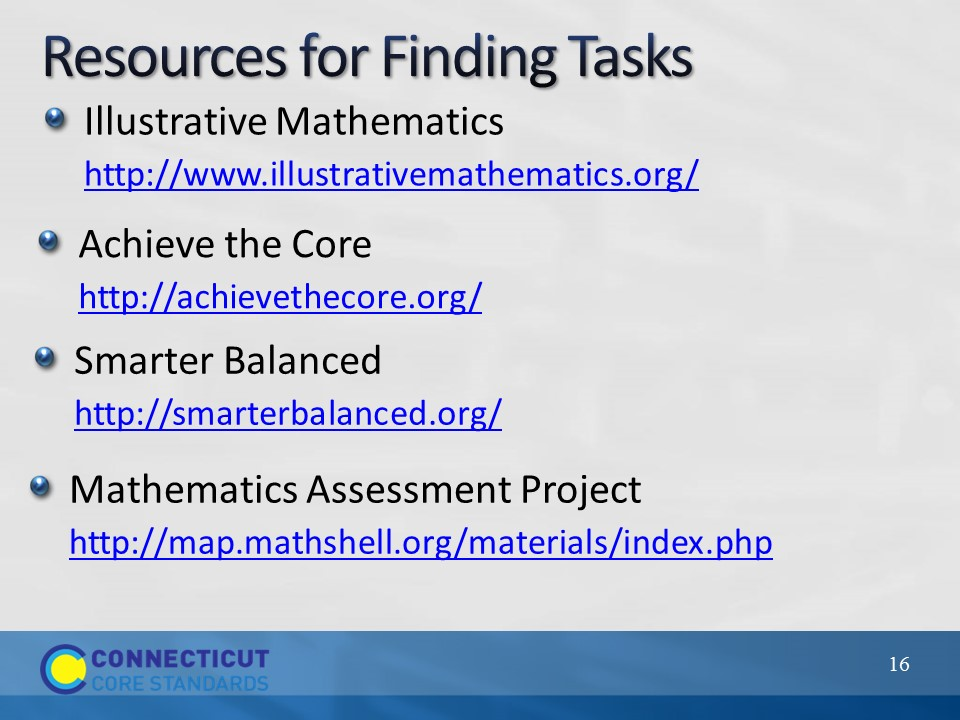 Resources for Finding Tasks
Illustrative Mathematics
http://www.illustrativemathematics.org/
Achieve the Core
http://achievethecore.org/
Smarter Balanced
http://smarterbalanced.org/
Mathematics Assessment Project
http://map.mathshell.org/materials/index.php
CONNECTICUT
CORE STANDARDS
16